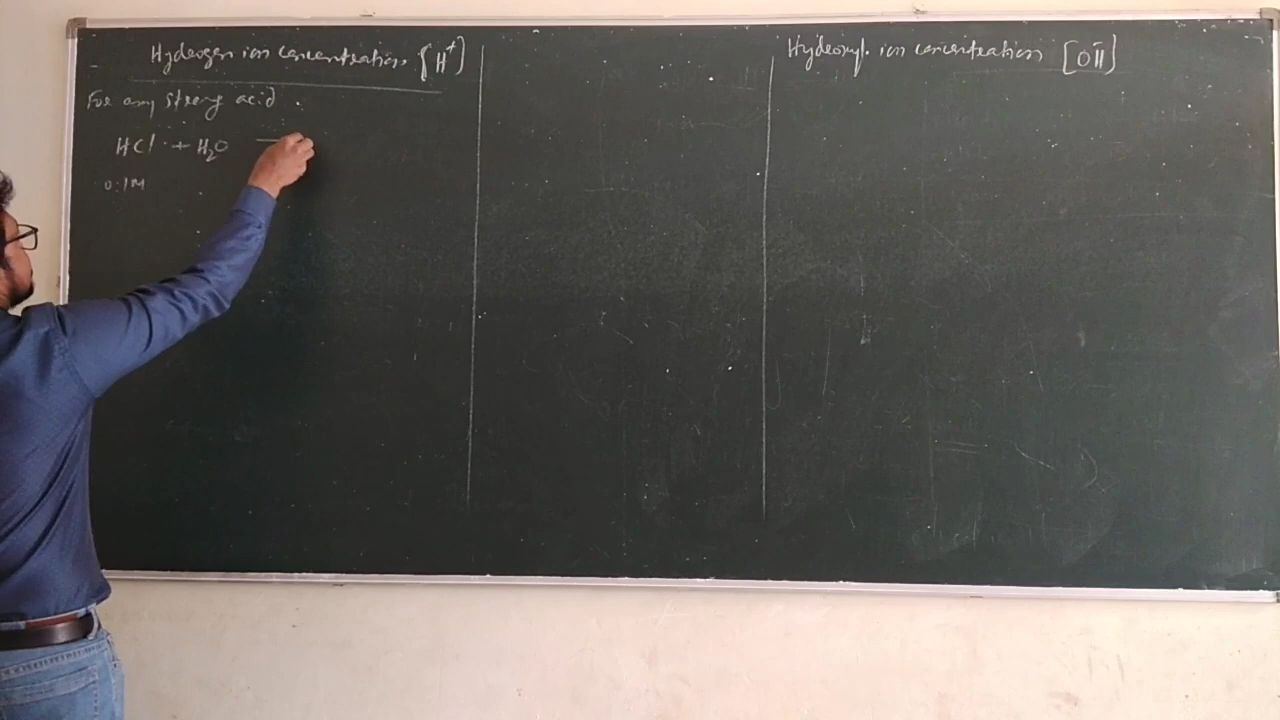 Hydrogen ion concentration [H⁺]
For any strong acid.
HCl + H₂O —
0.1M
Hydroxyl ion concentration [OH⁻]